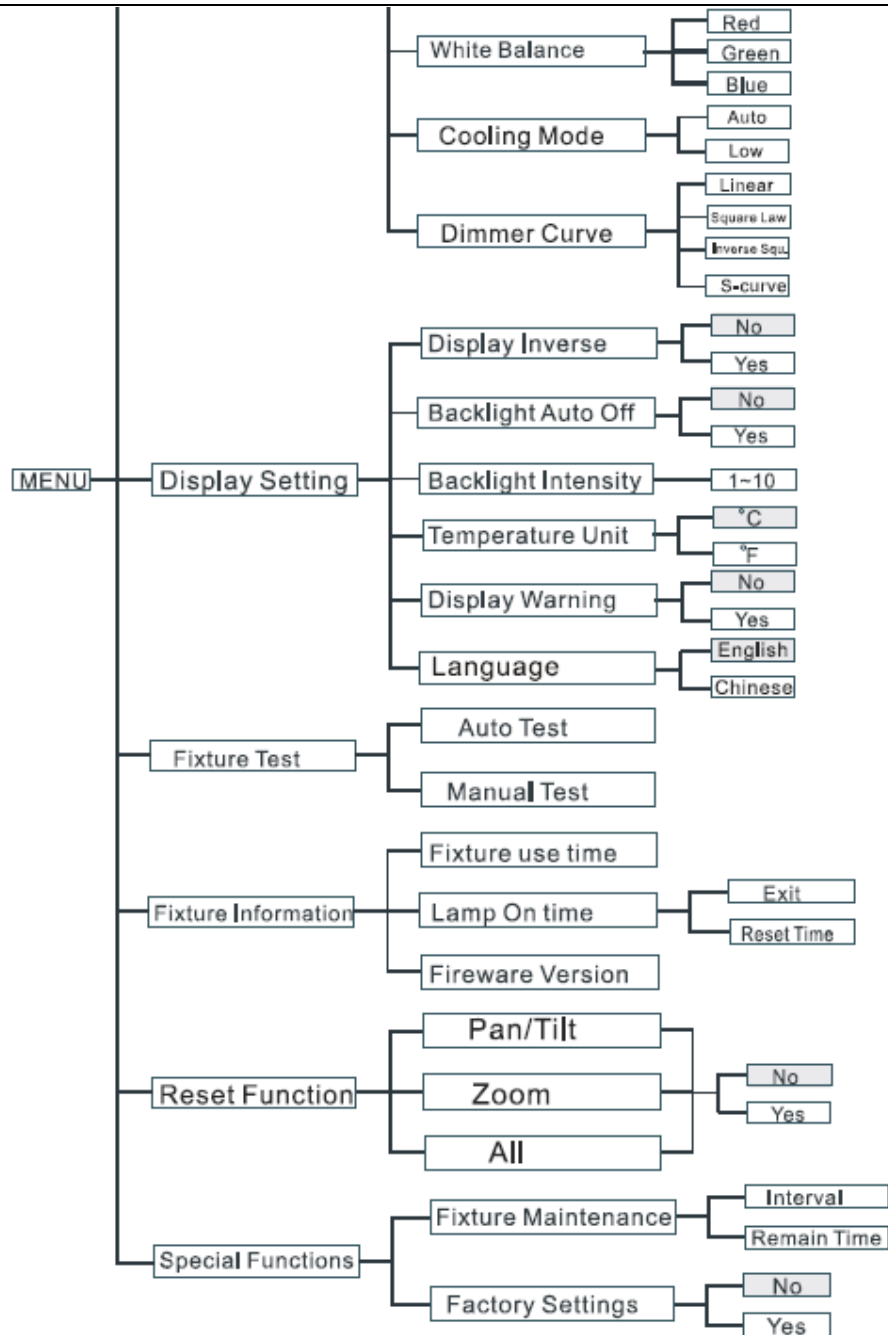 White Balance
Red
Green
Blue
Cooling Mode
Auto
Low
Dimmer Curve
Linear
Square Law
Inverse Squ.
S-curve
MENU
Display Setting
Display Inverse
No
Yes
Backlight Auto Off
No
Yes
Backlight Intensity
1~10
Temperature Unit
°C
°F
Display Warning
No
Yes
Language
English
Chinese
Fixture Test
Auto Test
Manual Test
Fixture Information
Fixture use time
Lamp On time
Exit
Reset Time
Fireware Version
Reset Function
Pan/Tilt
Zoom
All
No
Yes
Special Functions
Fixture Maintenance
Interval
Remain Time
Factory Settings
No
Yes